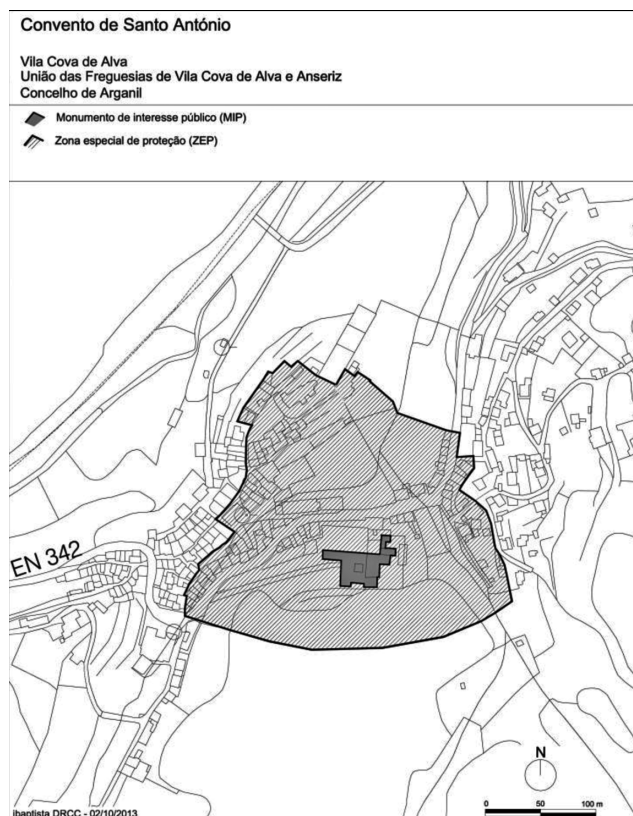 Convento de Santo António
Vila Cova de Alva
União das Freguesias de Vila Cova de Alva e Anseriz
Concelho de Arganil
Monumento de interesse público (MIP)
Zona especial de proteção (ZEP)
EN 342
N
0 50 100 m
jbaptista DRCC - 02/10/2013